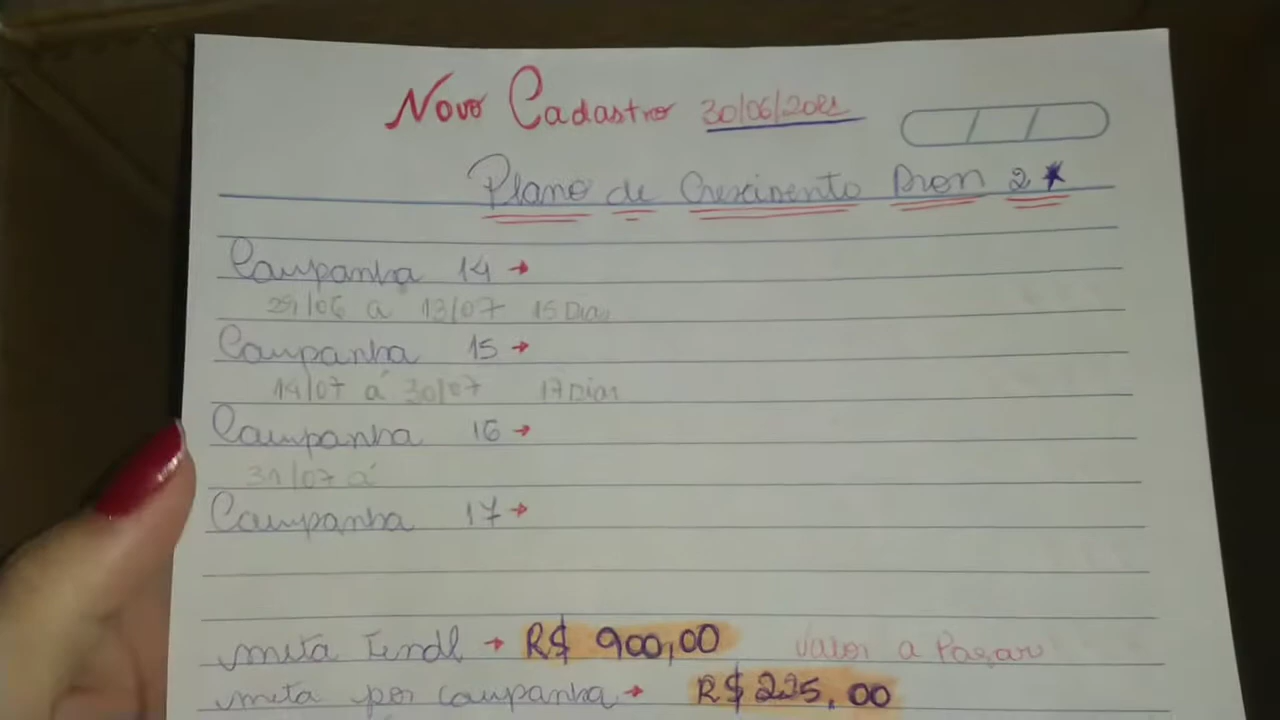 Novo Cadastro 30/06/2021
Plano de Crescimento Avon 2*
Campanha 14 →
29/06 a 13/07 15 Dias
Campanha 15 →
14/07 á 30/07 17 Dias
Campanha 16 →
31/07 á
Campanha 17 →
meta → R$ 900,00 valor a Pagar
meta por campanha → R$ 225,00